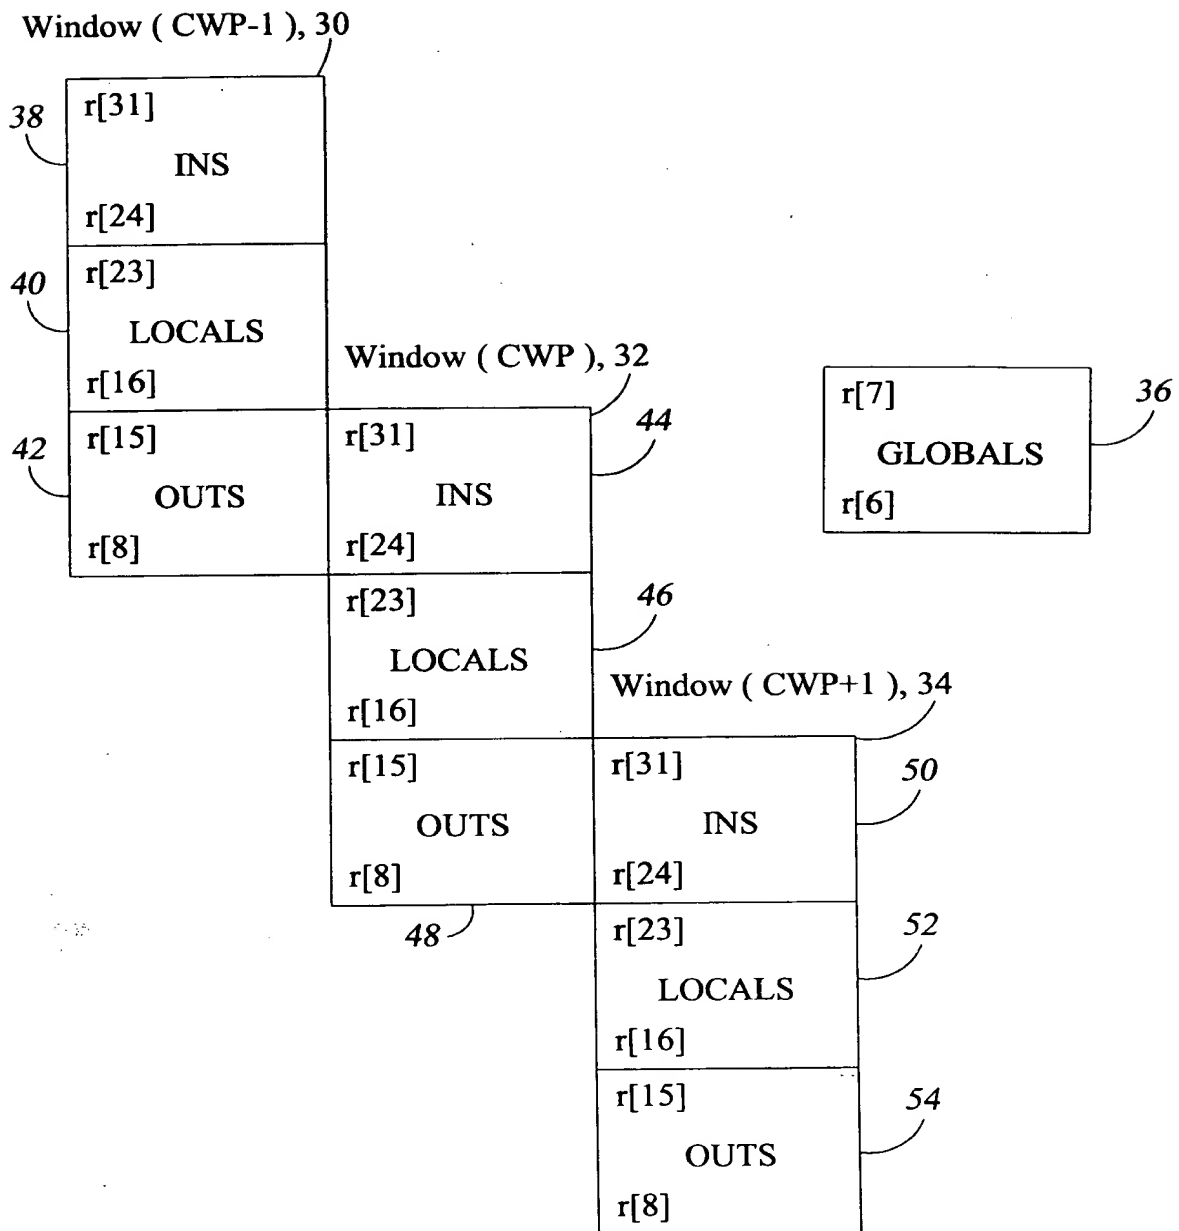 Window ( CWP-1 ), 30
r[31]
38
INS
r[24]
r[23]
40
LOCALS
r[16]
Window ( CWP ), 32
r[15]
42
OUTS
r[8]
r[31]
44
INS
r[24]
r[7]
36
GLOBALS
r[6]
r[23]
46
LOCALS
r[16]
Window ( CWP+1 ), 34
r[15]
OUTS
r[8]
48
r[31]
50
INS
r[24]
r[23]
52
LOCALS
r[16]
r[15]
54
OUTS
r[8]